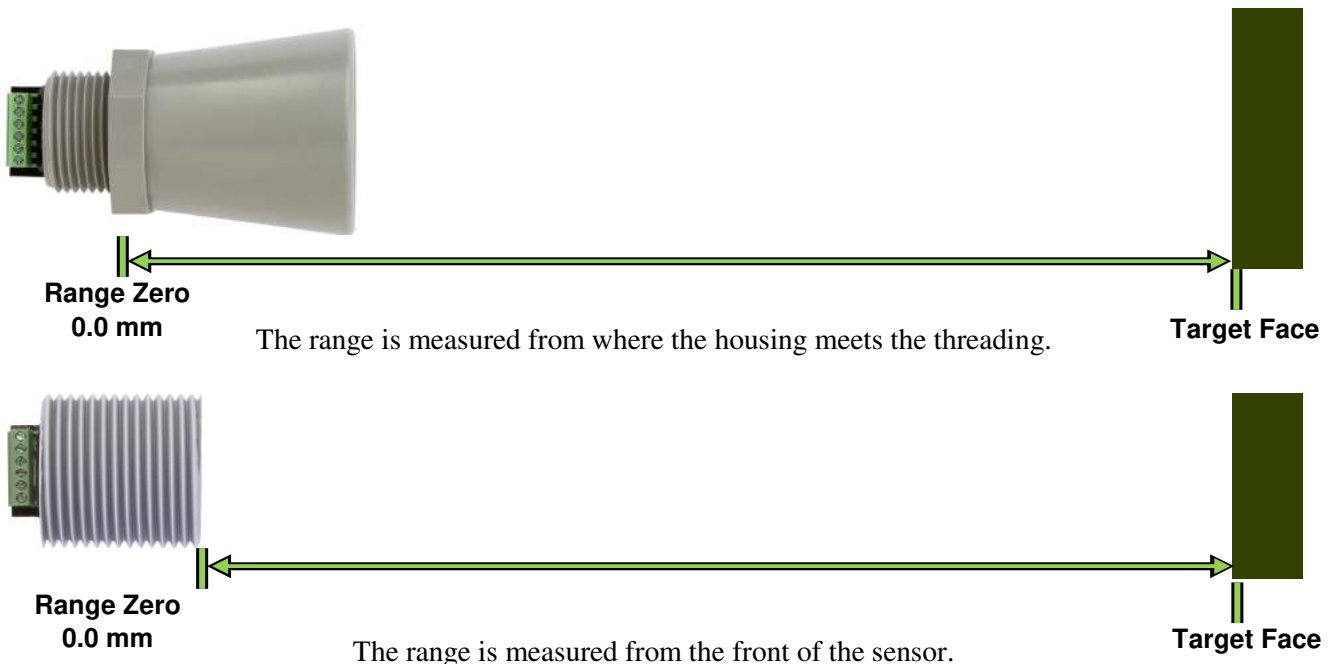 Range Zero
0.0 mm
The range is measured from where the housing meets the threading.
Target Face
Range Zero
0.0 mm
The range is measured from the front of the sensor.
Target Face